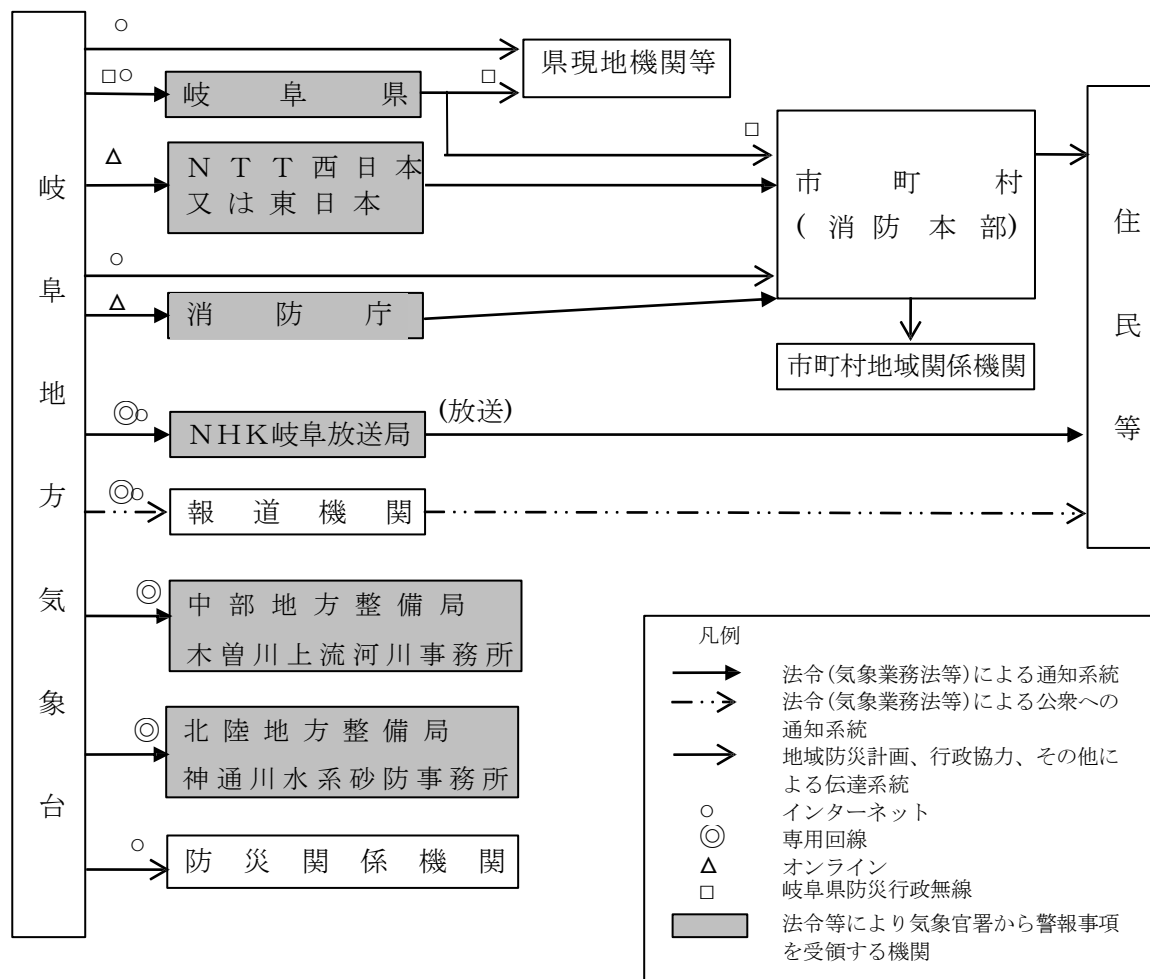 ○
県現地機関等
□○
岐阜県
□
□
△
NTT西日本
又は東日本
市町村
(消防本部)
○
△
消防庁
市町村地域関係機関
◎○
NHK岐阜放送局
(放送)
◎○
報道機関
◎
中部地方整備局
木曽川上流河川事務所
◎
北陸地方整備局
神通川水系砂防事務所
○
防災関係機関
岐阜地方気象台
住民等
凡例
法令(気象業務法等)による通知系統
法令(気象業務法等)による公衆への
通知系統
地域防災計画、行政協力、その他に
よる伝達系統
○ インターネット
◎ 専用回線
△ オンライン
□ 岐阜県防災行政無線
法令等により気象官署から警報事項
を受領する機関